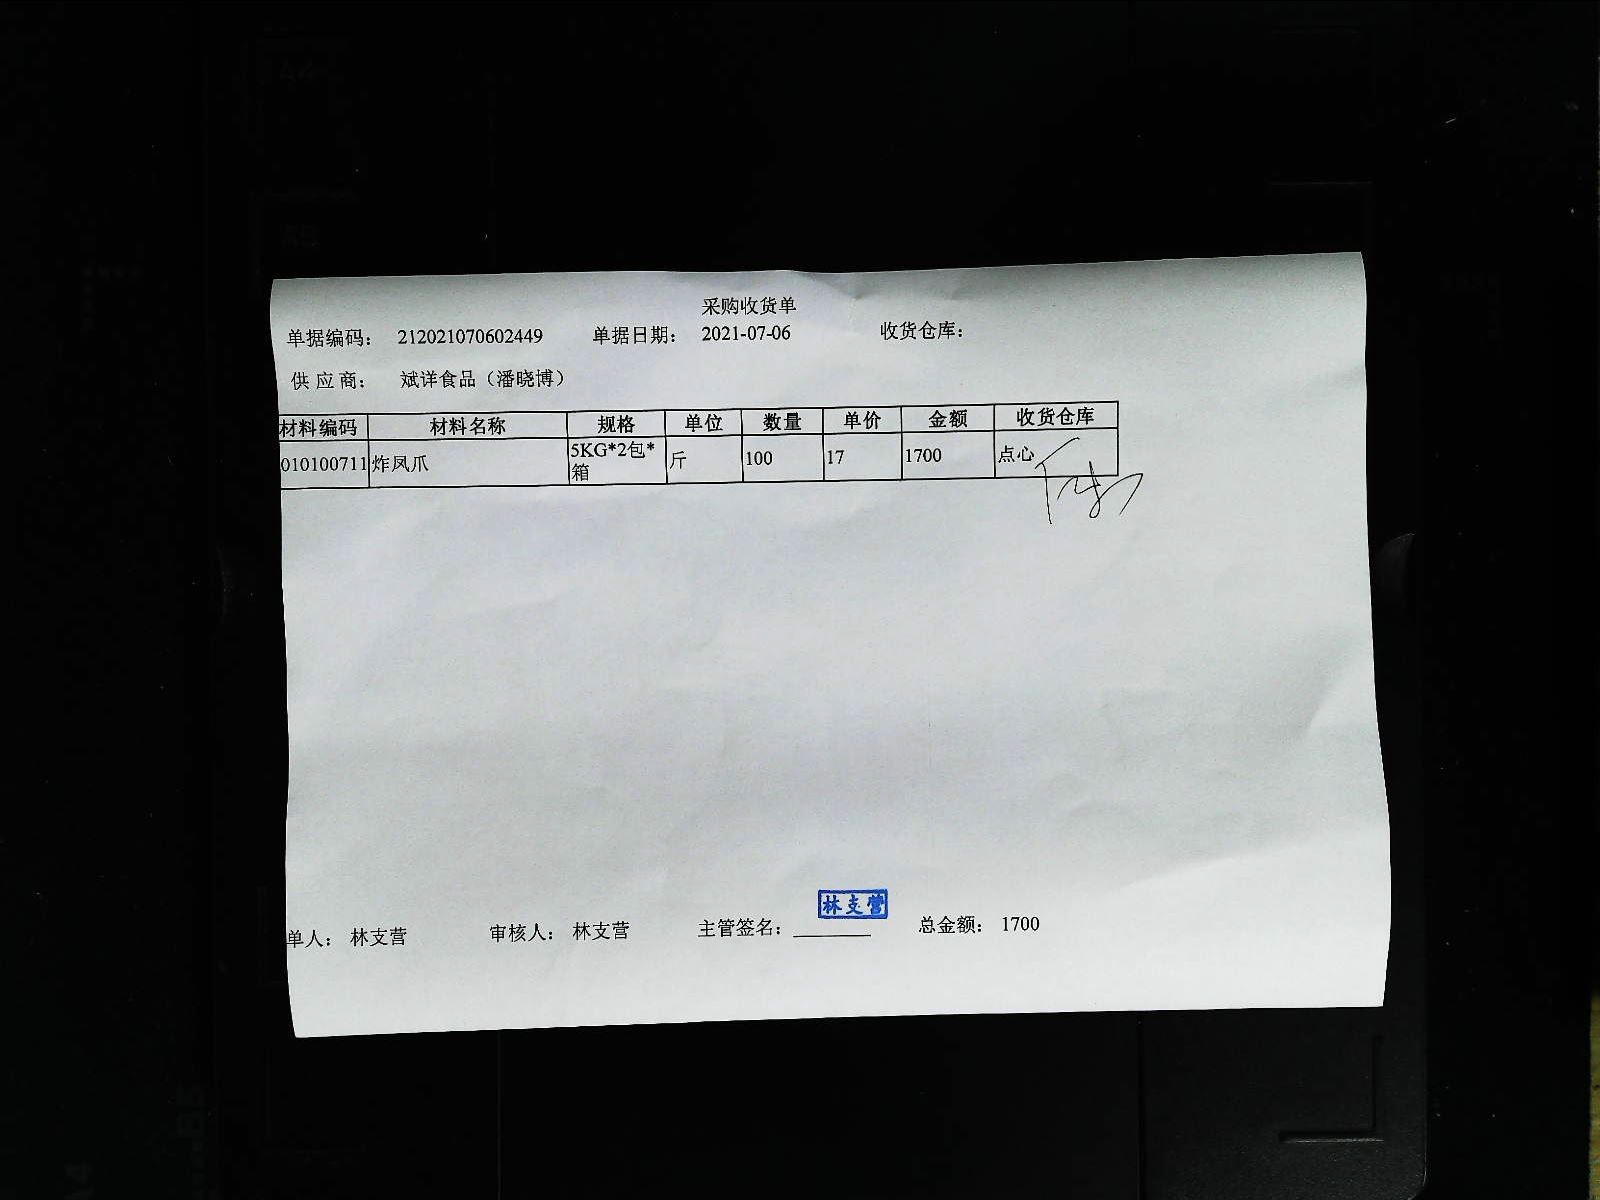 采购收货单
单据编码： 212021070602449 单据日期： 2021-07-06 收货仓库：
供 应 商： 斌详食品（潘晓博）
材料编码 材料名称 规格 单位 数量 单价 金额 收货仓库
010100711 炸凤爪 5KG*2包*箱 斤 100 17 1700 点心
林支营
单人： 林支营 审核人： 林支营 主管签名： 总金额： 1700